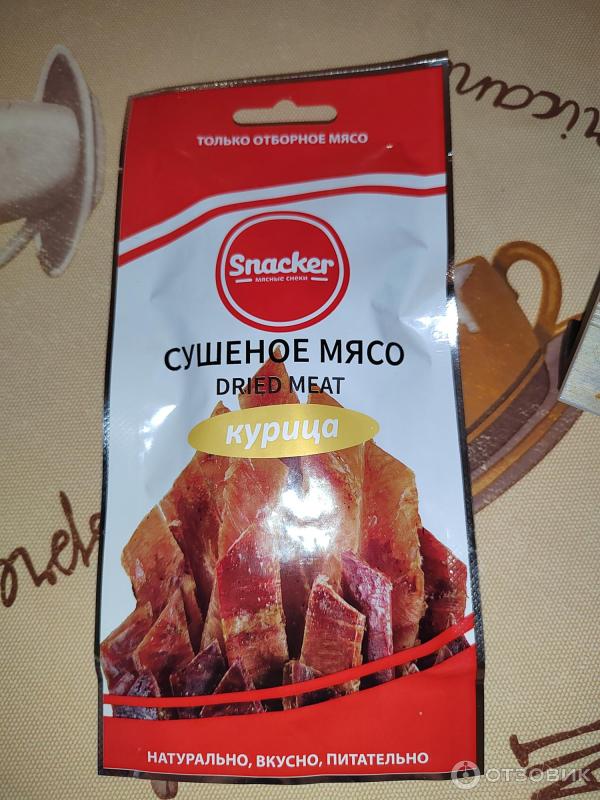 ТОЛЬКО ОТБОРНОЕ МЯСО
Snacker
мясные снеки
СУШЕНОЕ МЯСО
DRIED MEAT
курица
НАТУРАЛЬНО, ВКУСНО, ПИТАТЕЛЬНО
ОТЗОВИК